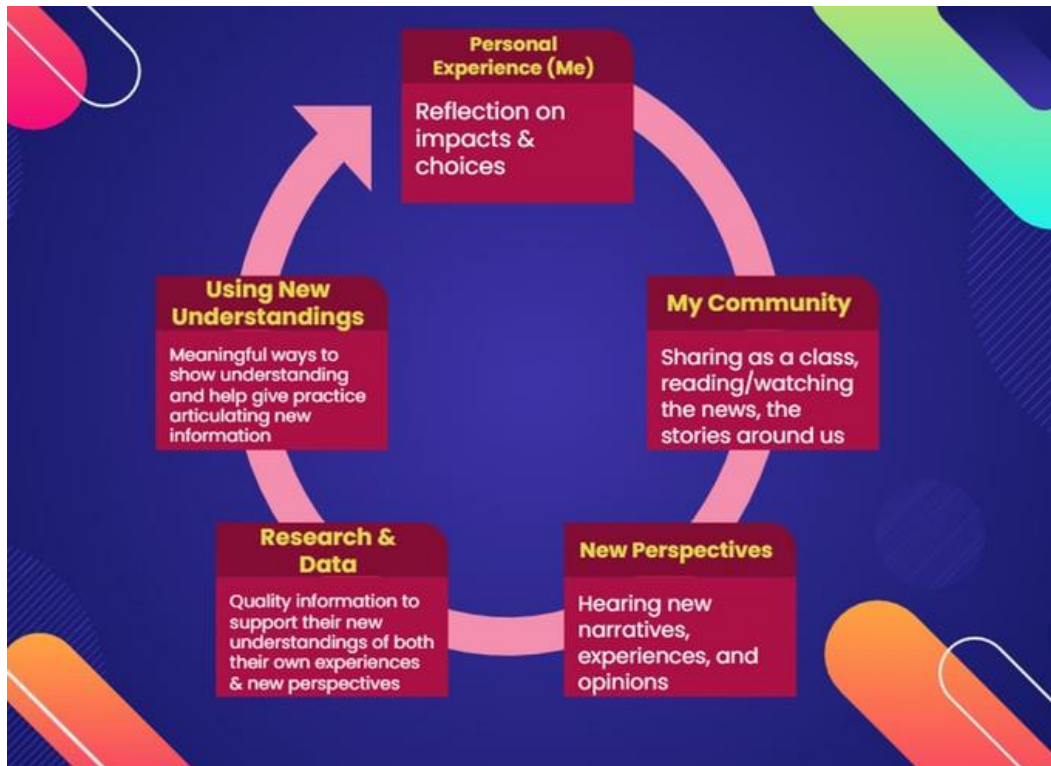 Personal
Experience (Me)
Reflection on
impacts &
choices
My Community
Sharing as a class,
reading/watching
the news, the
stories around us
New Perspectives
Hearing new
narratives,
experiences, and
opinions
Research &
Data
Quality information to
support their new
understandings of both
their own experiences
& new perspectives
Using New
Understandings
Meaningful ways to
show understanding
and help give practice
articulating new
information